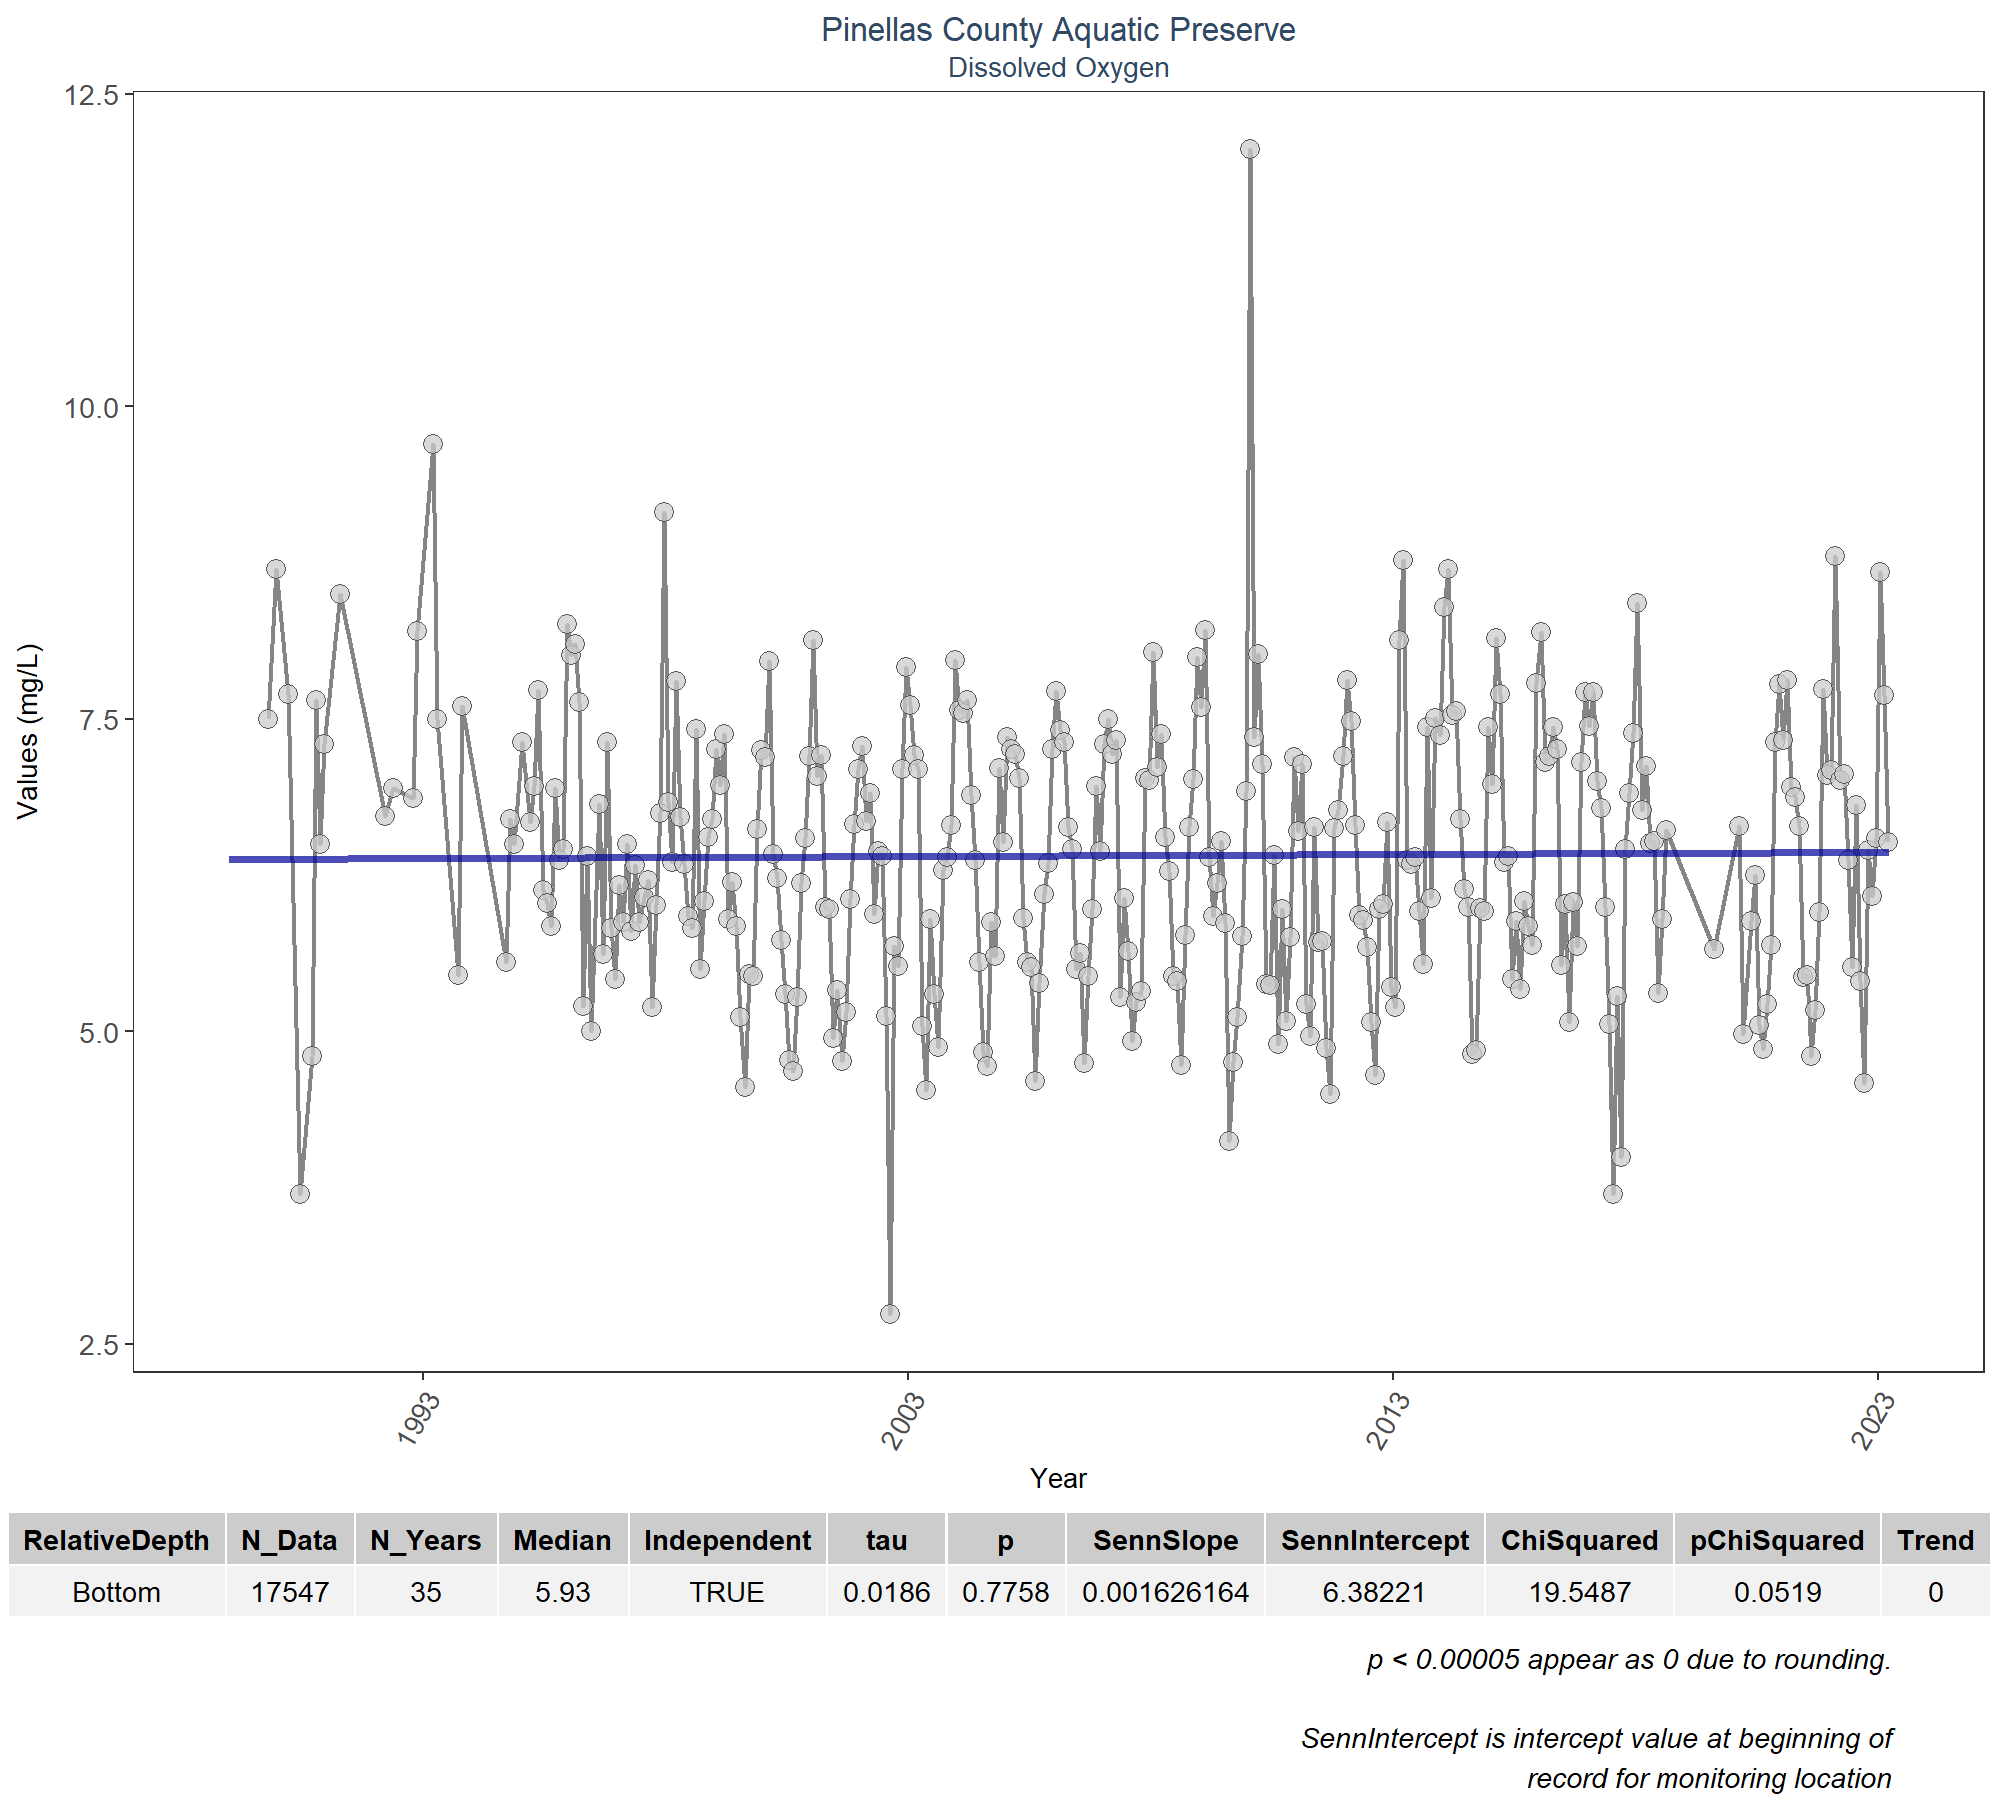 Pinellas County Aquatic Preserve
Dissolved Oxygen
12.5
10.0
7.5
5.0
2.5
Values (mg/L)
1993
2003
2013
2023
Year
RelativeDepth N_Data N_Years Median Independent tau p SennSlope SennIntercept ChiSquared pChiSquared Trend
Bottom 17547 35 5.93 TRUE 0.0186 0.7758 0.001626164 6.38221 19.5487 0.0519 0
p < 0.00005 appear as 0 due to rounding.
SennIntercept is intercept value at beginning of
record for monitoring location